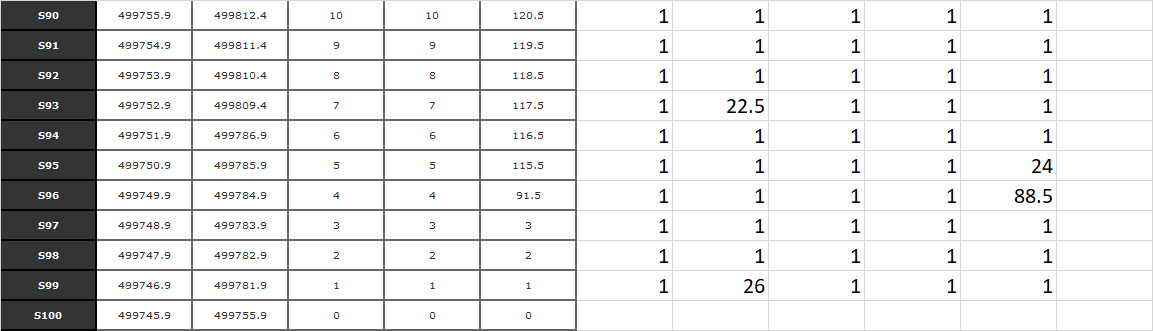 S90 499755.9 499812.4 10 10 120.5 1 1 1 1 1
S91 499754.9 499811.4 9 9 119.5 1 1 1 1 1
S92 499753.9 499810.4 8 8 118.5 1 1 1 1 1
S93 499752.9 499809.4 7 7 117.5 1 22.5 1 1 1
S94 499751.9 499786.9 6 6 116.5 1 1 1 1 1
S95 499750.9 499785.9 5 5 115.5 1 1 1 1 24
S96 499749.9 499784.9 4 4 91.5 1 1 1 1 88.5
S97 499748.9 499783.9 3 3 3 1 1 1 1 1
S98 499747.9 499782.9 2 2 2 1 1 1 1 1
S99 499746.9 499781.9 1 1 1 1 26 1 1 1
S100 499745.9 499755.9 0 0 0